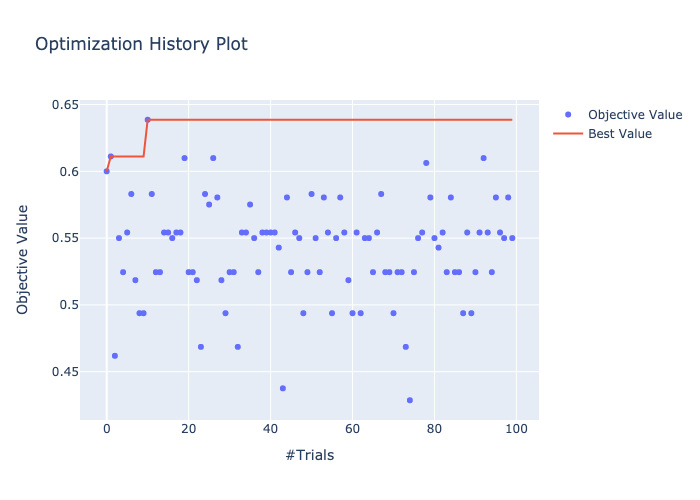 Optimization History Plot
0.65
0.6
0.55
0.5
0.45
Objective Value
0
20
40
60
80
100
#Trials
Objective Value
Best Value